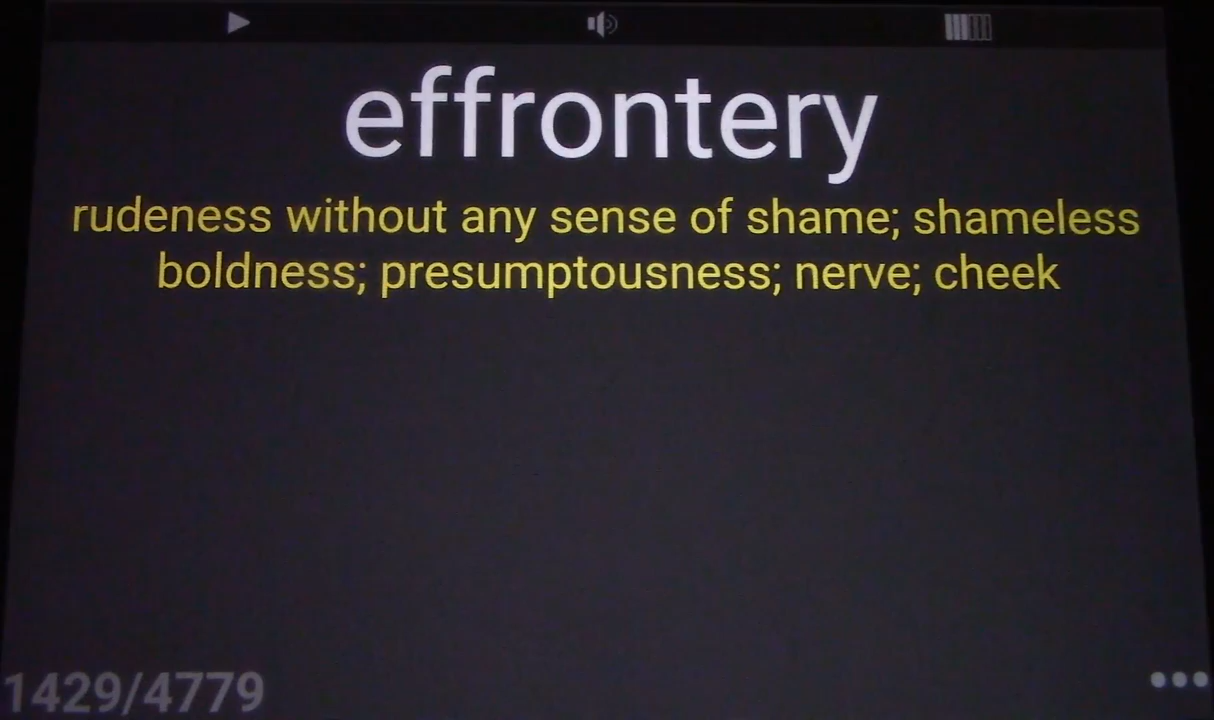 effrontery
rudeness without any sense of shame; shameless
boldness; presumptousness; nerve; cheek
1429/4779